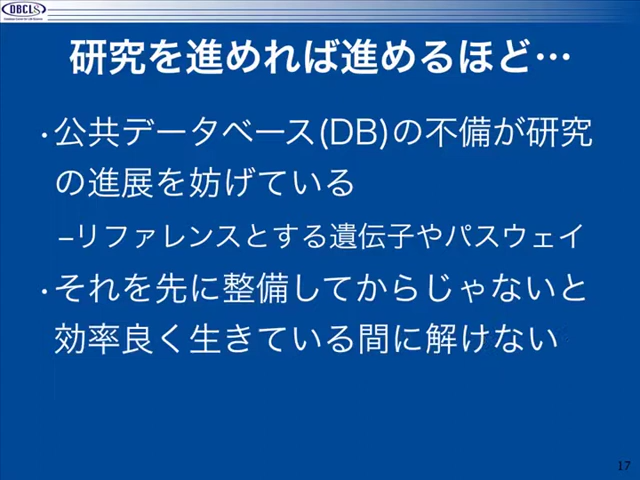 DBCLS
研究を進めれば進めるほど…
・公共データベース(DB)の不備が研究
の進展を妨げている
–リファレンスとする遺伝子やパスウェイ
・それを先に整備してからじゃないと
効率良く生きている間に解けない
17